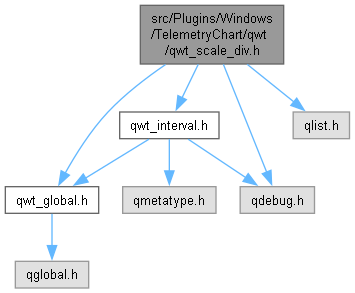 src/Plugins/Windows
/TelemetryChart/qwt
/qwt_scale_div.h
qwt_interval.h
qlist.h
qwt_global.h
qmetatype.h
qdebug.h
qglobal.h